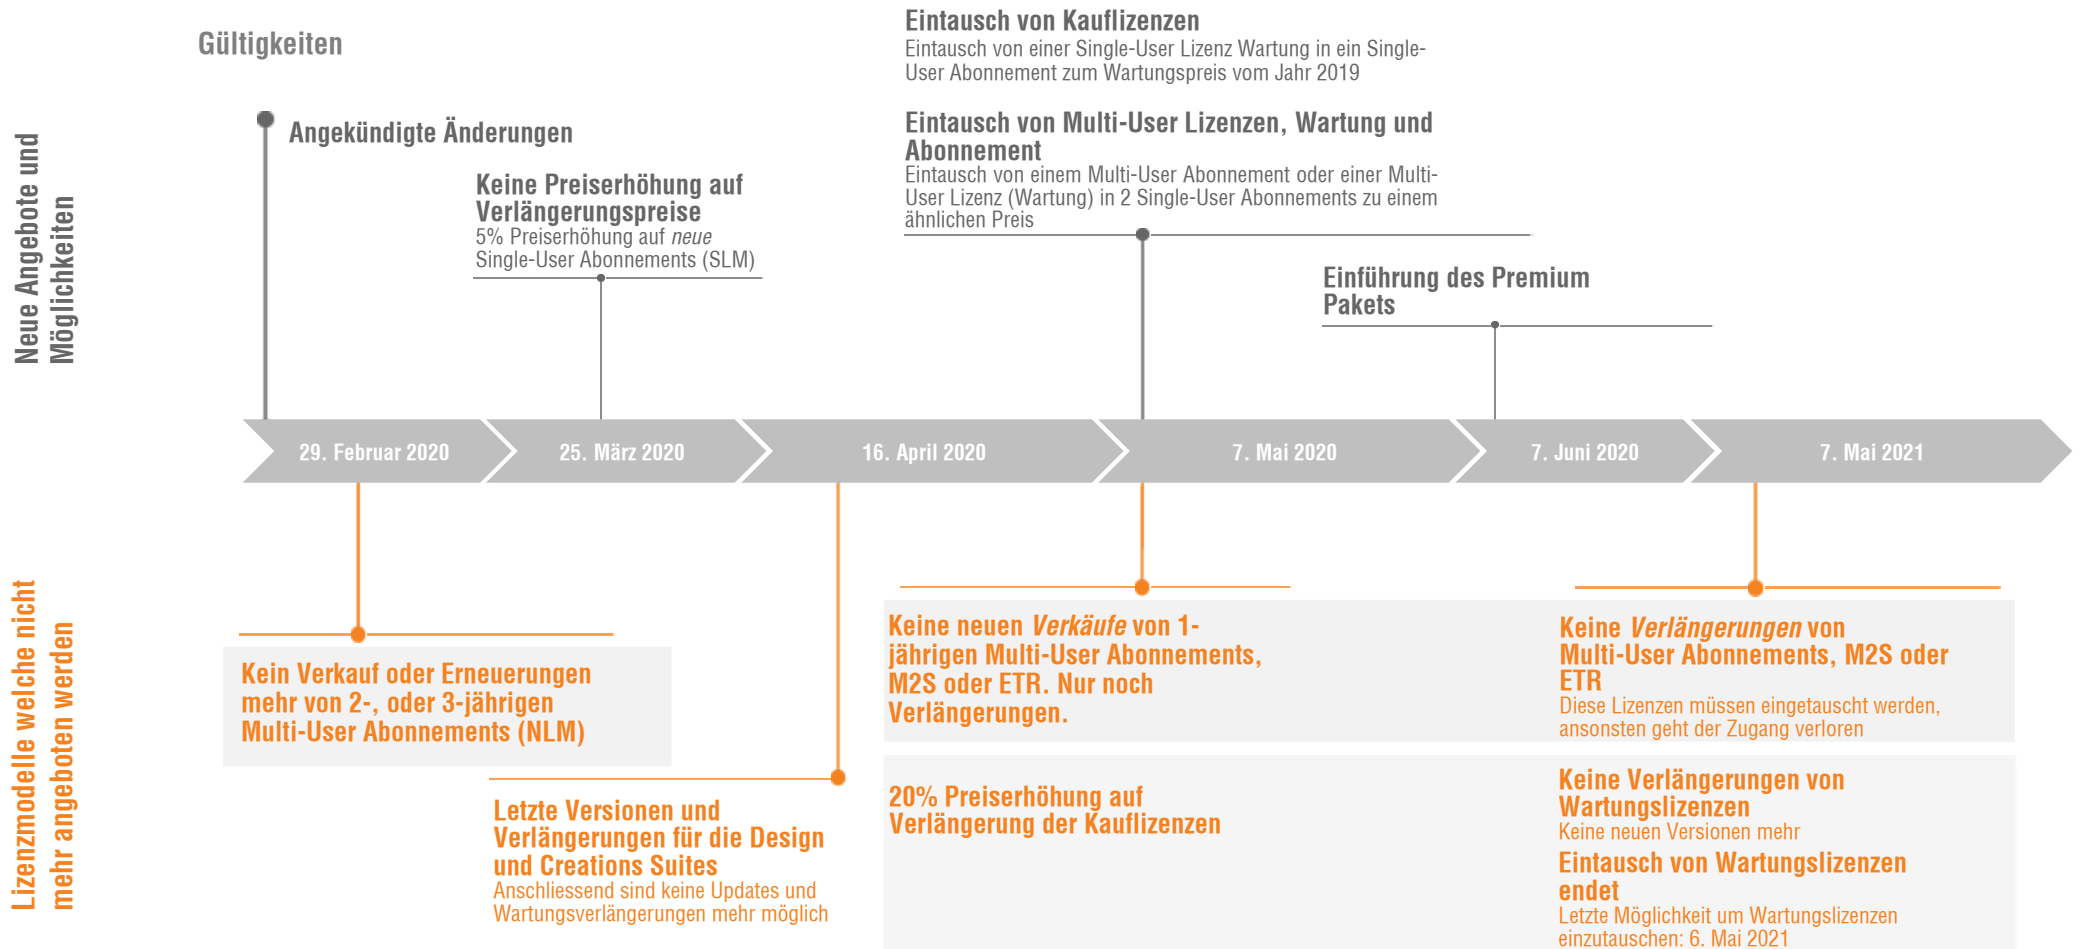 Gültigkeiten
Neue Angebote und
Möglichkeiten
Angekündigte Änderungen
Keine Preiserhöhung auf
Verlängerungspreise
5% Preiserhöhung auf neue
Single-User Abonnements (SLM)
Eintausch von Kauflizenzen
Eintausch von einer Single-User Lizenz Wartung in ein Single-
User Abonnement zum Wartungspreis vom Jahr 2019
Eintausch von Multi-User Lizenzen, Wartung und
Abonnement
Eintausch von einem Multi-User Abonnement oder einer Multi-
User Lizenz (Wartung) in 2 Single-User Abonnements zu einem
ähnlichen Preis
Einführung des Premium
Pakets
29. Februar 2020
25. März 2020
16. April 2020
7. Mai 2020
7. Juni 2020
7. Mai 2021
Lizenzmodelle welche nicht
mehr angeboten werden
Kein Verkauf oder Erneuerungen
mehr von 2-, oder 3-jährigen
Multi-User Abonnements (NLM)
Letzte Versionen und
Verlängerungen für die Design
und Creations Suites
Anschliessend sind keine Updates und
Wartungsverlängerungen mehr möglich
Keine neuen Verkäufe von 1-
jährigen Multi-User Abonnements,
M2S oder ETR. Nur noch
Verlängerungen.
20% Preiserhöhung auf
Verlängerung der Kauflizenzen
Keine Verlängerungen von
Multi-User Abonnements, M2S oder
ETR
Diese Lizenzen müssen eingetauscht werden,
ansonsten geht der Zugang verloren
Keine Verlängerungen von
Wartungslizenzen
Keine neuen Versionen mehr
Eintausch von Wartungslizenzen
endet
Letzte Möglichkeit um Wartungslizenzen
einzutauschen: 6. Mai 2021